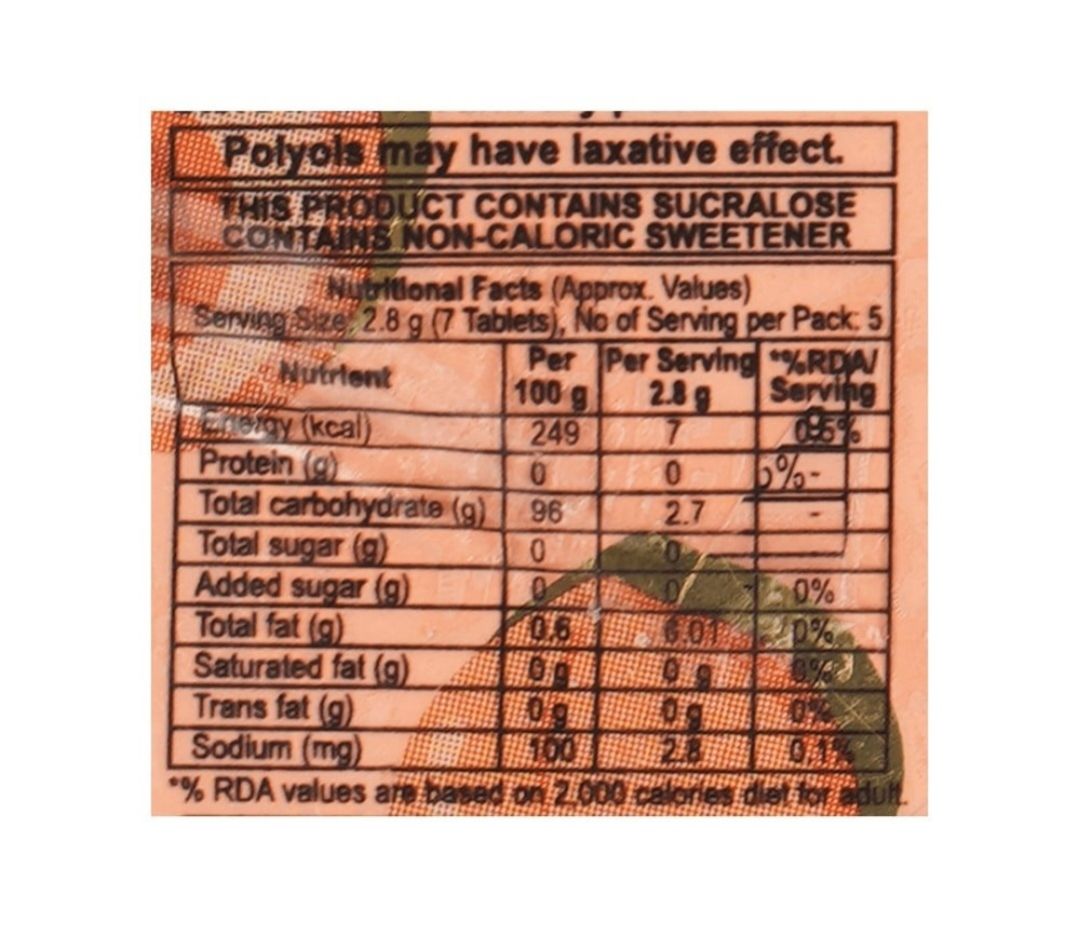 Polyols may have laxative effect.
THIS PRODUCT CONTAINS SUCRALOSE
CONTAINS NON-CALORIC SWEETENER
Nutritional Facts (Approx. Values)
Serving Size: 2.8 g (7 Tablets), No of Serving per Pack: 5
Nutrient Per 100 g Per Serving 2.8 g *%RDA/ Serving
Energy (kcal) 249 7
Protein (g) 0 0 -
Total carbohydrate (g) 96 2.7 -
Total sugar (g) 0 0
Added sugar (g) 0 0 0%
Total fat (g) 0.6 0%
Saturated fat (g) 0 g 0 g 0%
Trans fat (g) 0 g 0 g 0%
Sodium (mg) 100 2.8 0.1%
*% RDA values are based on 2,000 calories diet for adult.